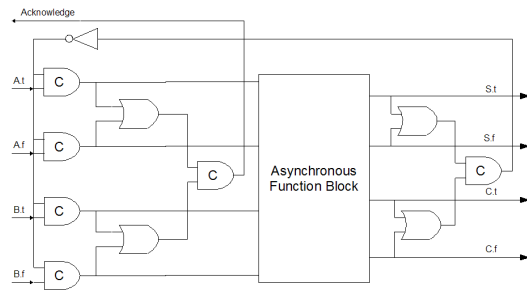 Acknowledge
A.t
C
S.t
A.f
C
S.f
C
C
Asynchronous
Function Block
B.t
C
C.t
B.f
C
C.f